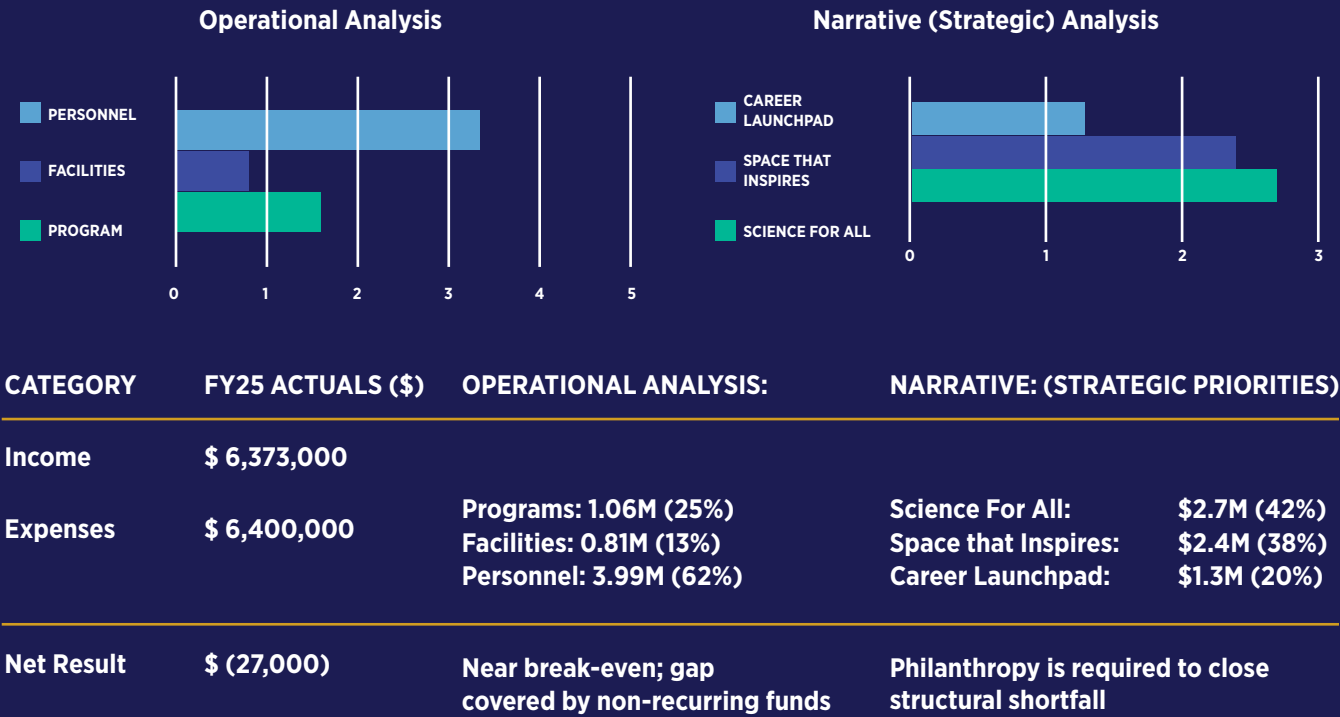 Operational Analysis
PERSONNEL
FACILITIES
PROGRAM
0 1 2 3 4 5
Narrative (Strategic) Analysis
CAREER
LAUNCHPAD
SPACE THAT
INSPIRES
SCIENCE FOR ALL
0 1 2 3
CATEGORY FY25 ACTUALS ($) OPERATIONAL ANALYSIS: NARRATIVE: (STRATEGIC PRIORITIES)
Income $ 6,373,000
Expenses $ 6,400,000
Programs: 1.06M (25%)
Facilities: 0.81M (13%)
Personnel: 3.99M (62%)
Science For All: $2.7M (42%)
Space that Inspires: $2.4M (38%)
Career Launchpad: $1.3M (20%)
Net Result $ (27,000)
Near break-even; gap
covered by non-recurring funds
Philanthropy is required to close
structural shortfall